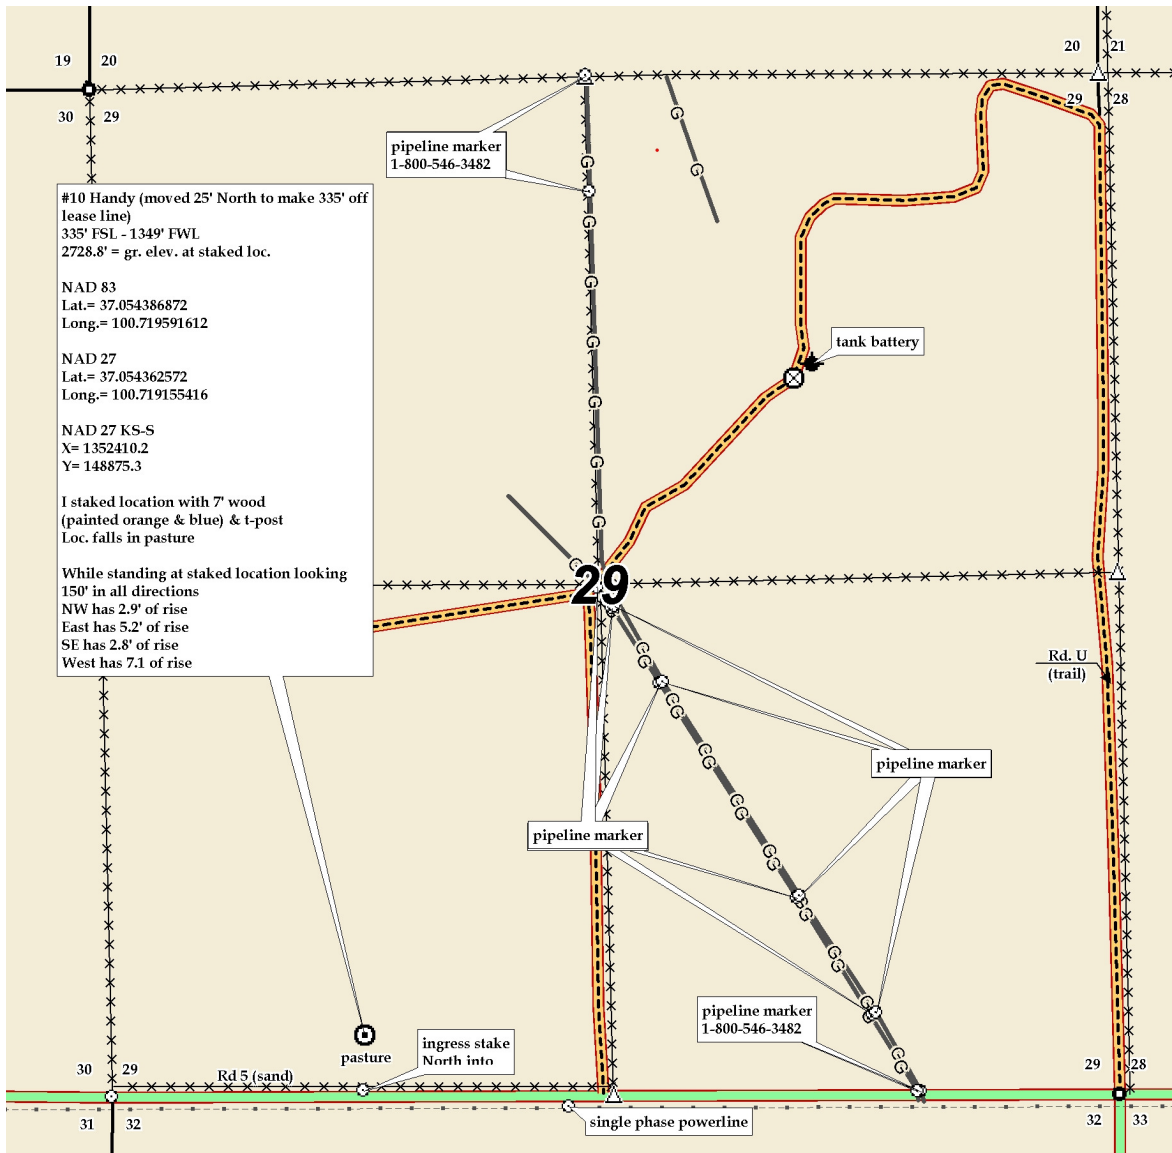 19 20
20 21
30 29
29 28
pipeline marker
1-800-546-3482
G
G
G
G
#10 Handy (moved 25' North to make 335' off
lease line)
335' FSL - 1349' FWL
2728.8' = gr. elev. at staked loc.
NAD 83
Lat.= 37.054386872
Long.= 100.719591612
NAD 27
Lat.= 37.054362572
Long.= 100.719155416
NAD 27 KS-S
X= 1352410.2
Y= 148875.3
I staked location with 7' wood
(painted orange & blue) & t-post
Loc. falls in pasture
While standing at staked location looking
150' in all directions
NW has 2.9' of rise
East has 5.2' of rise
SE has 2.8' of rise
West has 7.1 of rise
G
G
tank battery
G
G
G
G
29
Rd. U
(trail)
GG
GG
GG
pipeline marker
GG
pipeline marker
GG
G
GG
G
pipeline marker
1-800-546-3482
GG
pasture
ingress stake
North into
30 29
Rd 5 (sand)
29 28
31 32
single phase powerline
32 33